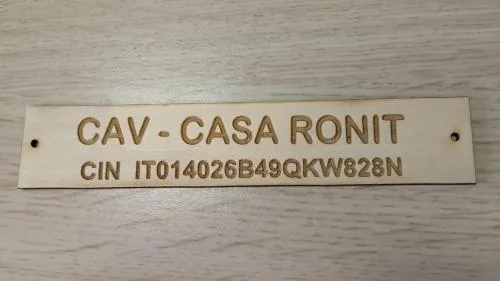 CAV - CASA RONIT
CIN IT014026B49QKW828N